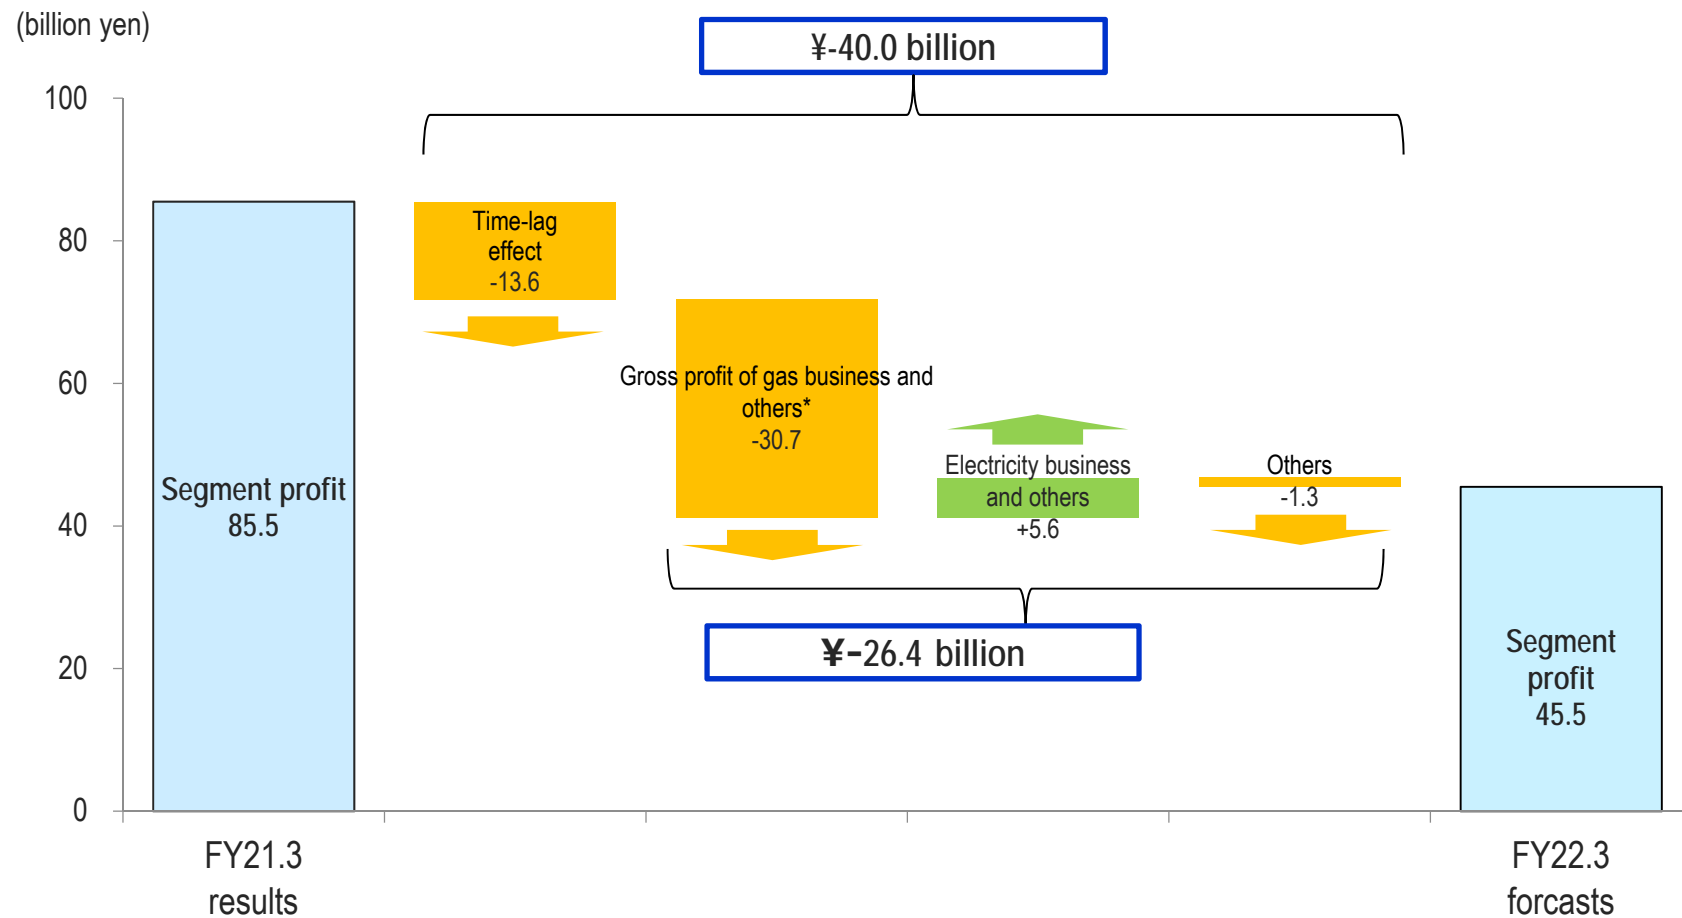 (billion yen)
¥-40.0 billion
100
80
60
40
20
0
Time-lag
effect
-13.6
Gross profit of gas business and
others*
-30.7
Electricity business
and others
+5.6
Others
-1.3
Segment profit
85.5
¥-26.4 billion
Segment
profit
45.5
FY21.3
results
FY22.3
forcasts